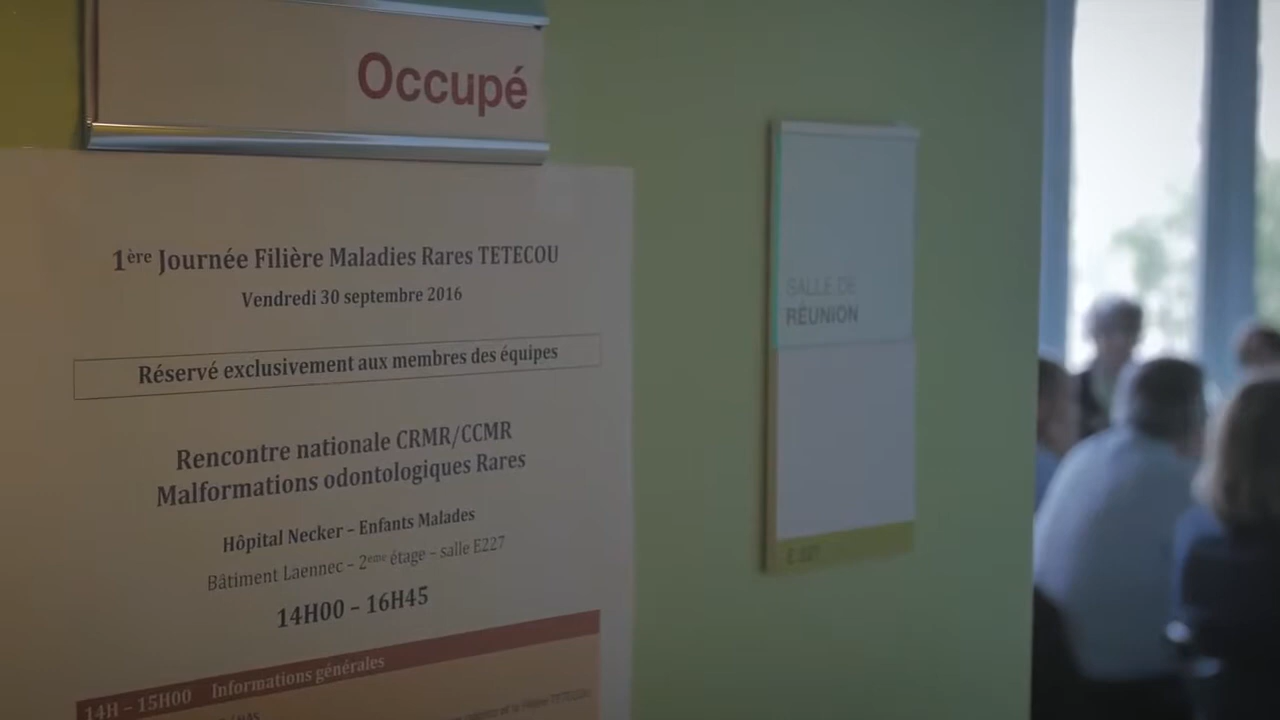 Occupé
1ère Journée Filière Maladies Rares TETECOU
Vendredi 30 septembre 2016
Réservé exclusivement aux membres des équipes
Rencontre nationale CRMR/CCMR
Malformations odontologiques Rares
Hôpital Necker – Enfants Malades
Bâtiment Laennec – 2eme étage – salle E227
14H00 – 16H45
14H – 15H00 Informations générales
TETECOU
SALLE DE
RÉUNION